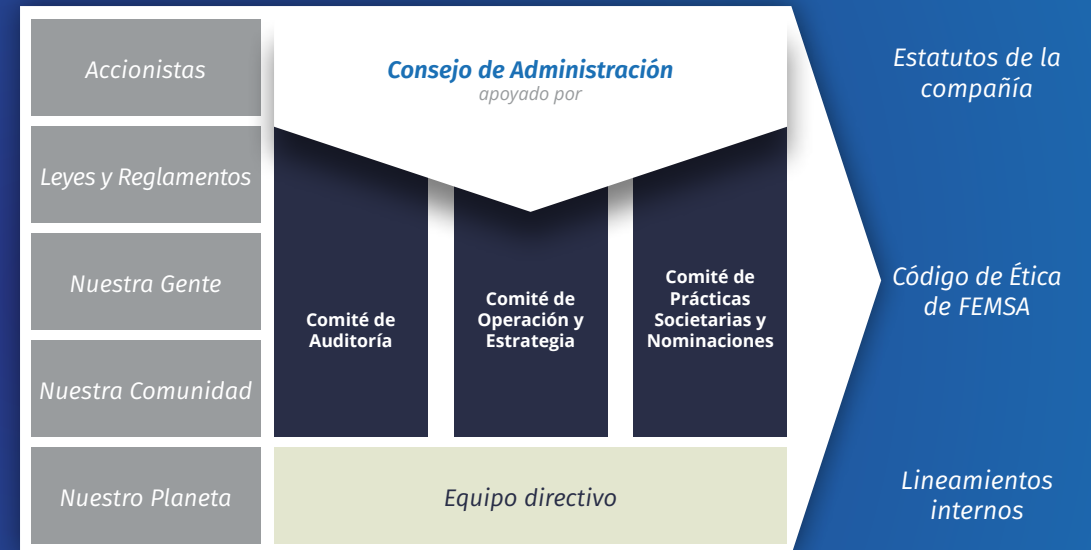 Accionistas
Leyes y Reglamentos
Nuestra Gente
Nuestra Comunidad
Nuestro Planeta
Consejo de Administración
apoyado por
Comité de
Auditoría
Comité de
Operación y
Estrategia
Comité de
Prácticas
Societarias y
Nominaciones
Equipo directivo
Estatutos de la
compañía
Código de Ética
de FEMSA
Lineamientos
internos